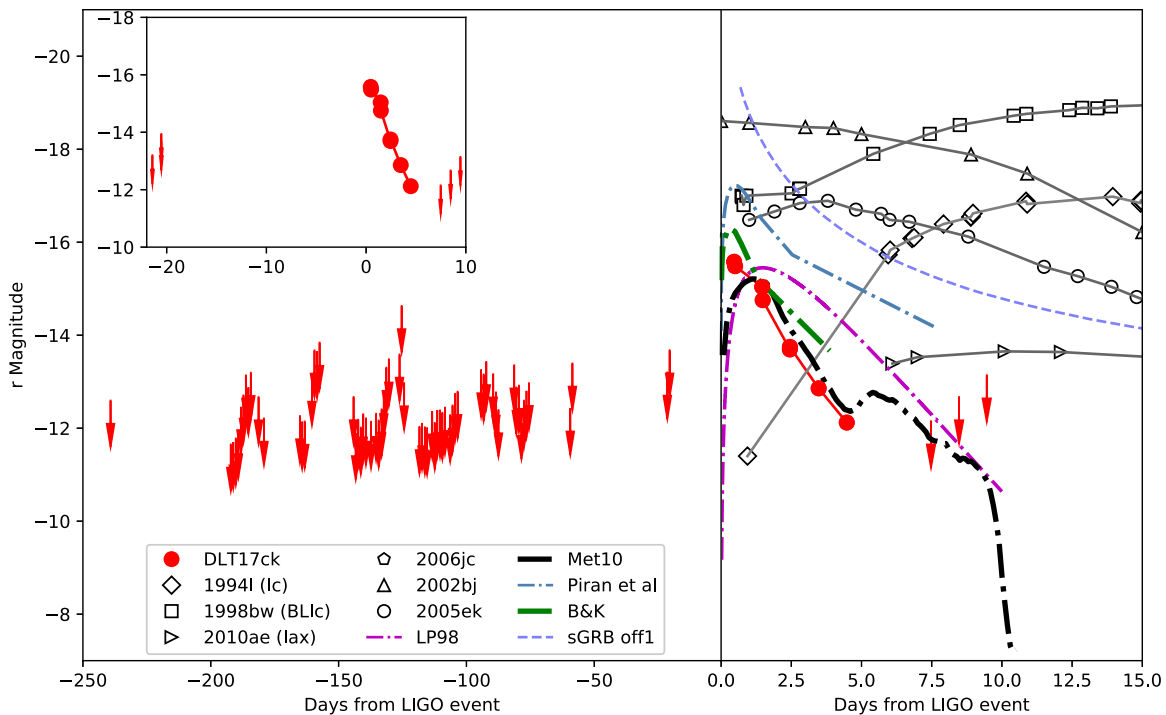 −18
−16
−14
−12
−10
−20
−10
0
10
−20
−18
−16
−14
−12
−10
−8
r Magnitude
DLT17ck
1994I (Ic)
1998bw (BLIc)
2010ae (Iax)
2006jc
2002bj
2005ek
LP98
Met10
Piran et al
B&K
sGRB off1
−250
−200
−150
−100
−50
0.0
2.5
5.0
7.5
10.0
12.5
15.0
Days from LIGO event
Days from LIGO event